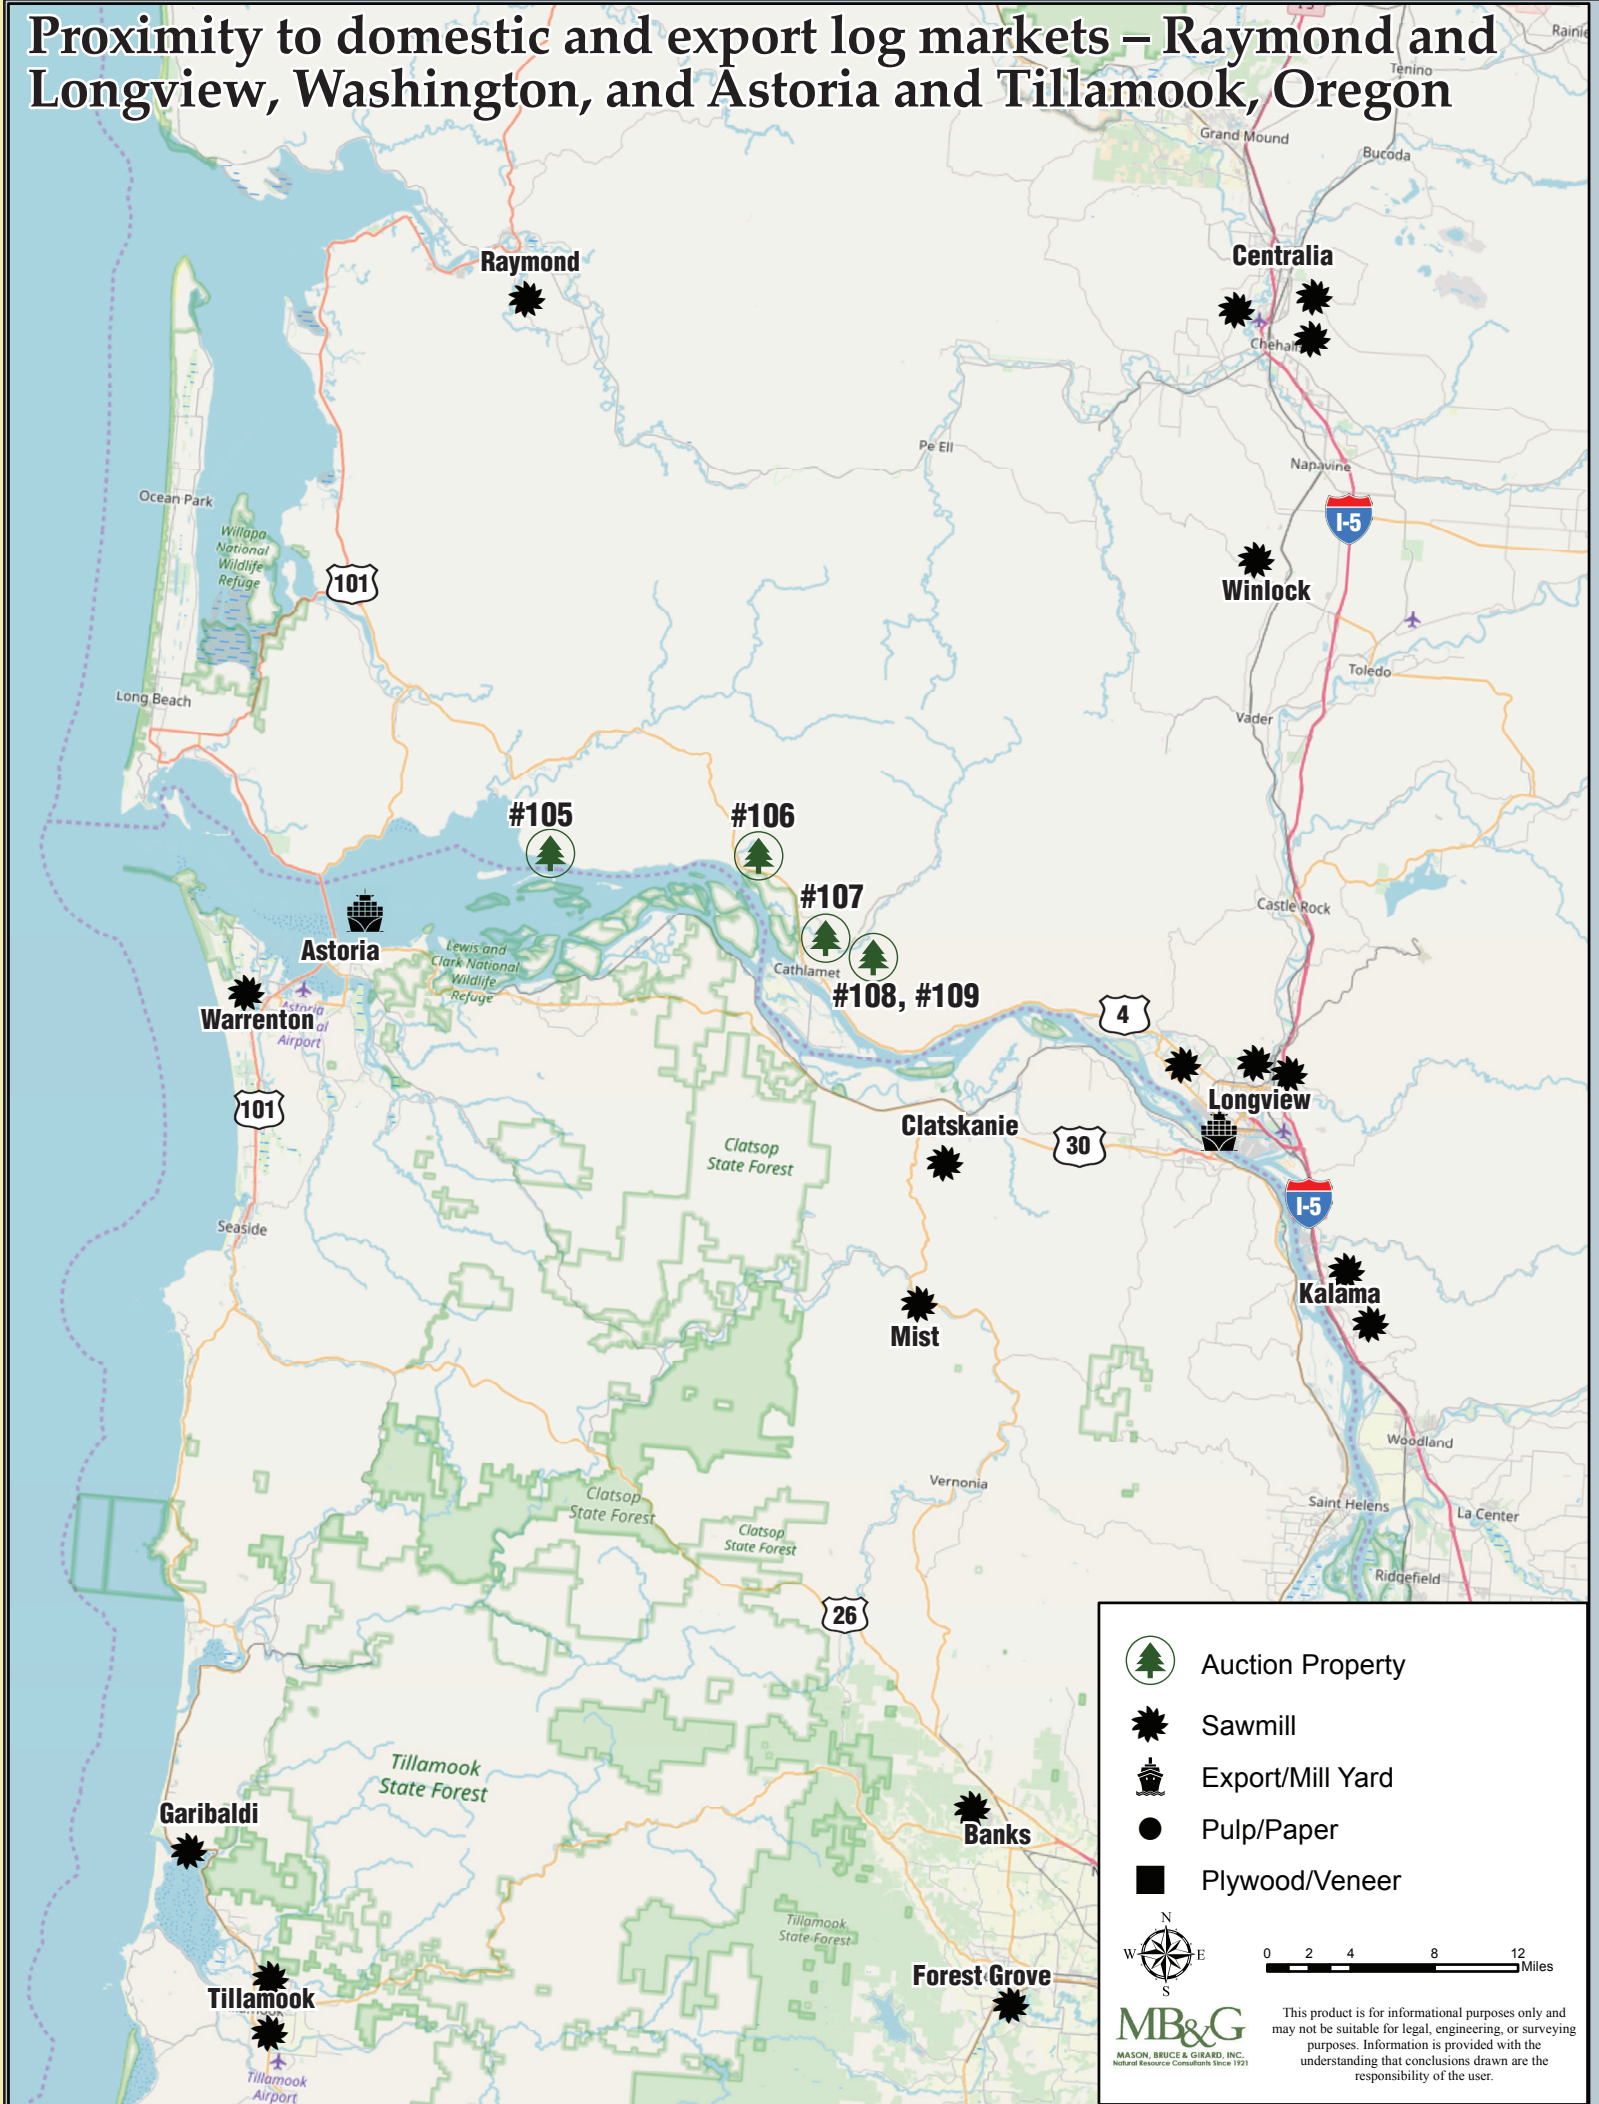 Proximity to domestic and export log markets – Raymond and
Longview, Washington, and Astoria and Tillamook, Oregon
Tenino
Grand Mound
Bucoda
Raymond
Centralia
Pe Ell
Napavine
Ocean Park
I-5
Willapa
National
Wildlife
Refuge
101
Winlock
Toledo
Long Beach
Vader
#105
#106
#107
Castle Rock
Astoria
Lewis and
Clark National
Wildlife
Refuge
Cathlamet
#108, #109
4
Warrenton
Airport
101
Longview
Clatskanie
30
Clatsop
State Forest
I-5
Seaside
Kalama
Mist
Woodland
Vernonia
Clatsop
State Forest
Saint Helens
La Center
Clatsop
State Forest
Ridgefield
26
Auction Property
Sawmill
Tillamook
State Forest
Export/Mill Yard
Garibaldi
Banks
Pulp/Paper
Plywood/Veneer
Tillamook
State Forest
N
W E
S
0 2 4 8 12
Miles
Forest Grove
Tillamook
MB&G
MASON, BRUCE & GIRARD, INC.
Natural Resource Consultants Since 1921
This product is for informational purposes only and
may not be suitable for legal, engineering, or surveying
purposes. Information is provided with the
understanding that conclusions drawn are the
responsibility of the user.
Tillamook
Airport